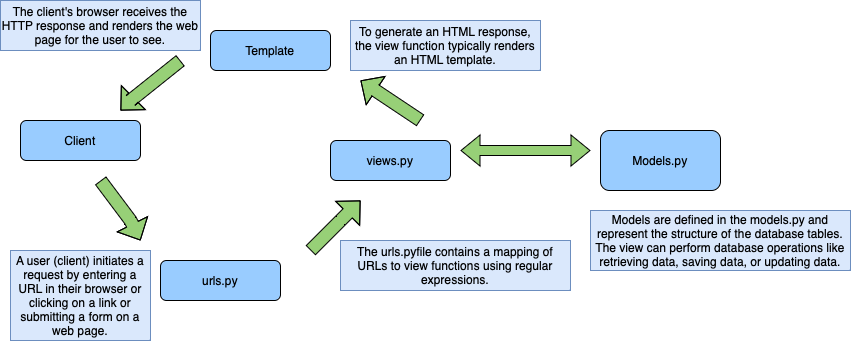 The client's browser receives the
HTTP response and renders the web
page for the user to see.
Template
To generate an HTML response,
the view function typically renders
an HTML template.
Client
views.py
Models.py
Models are defined in the models.py and
represent the structure of the database tables.
The view can perform database operations like
retrieving data, saving data, or updating data.
The urls.pyfile contains a mapping of
URLs to view functions using regular
expressions.
urls.py
A user (client) initiates a
request by entering a
URL in their browser or
clicking on a link or
submitting a form on a
web page.